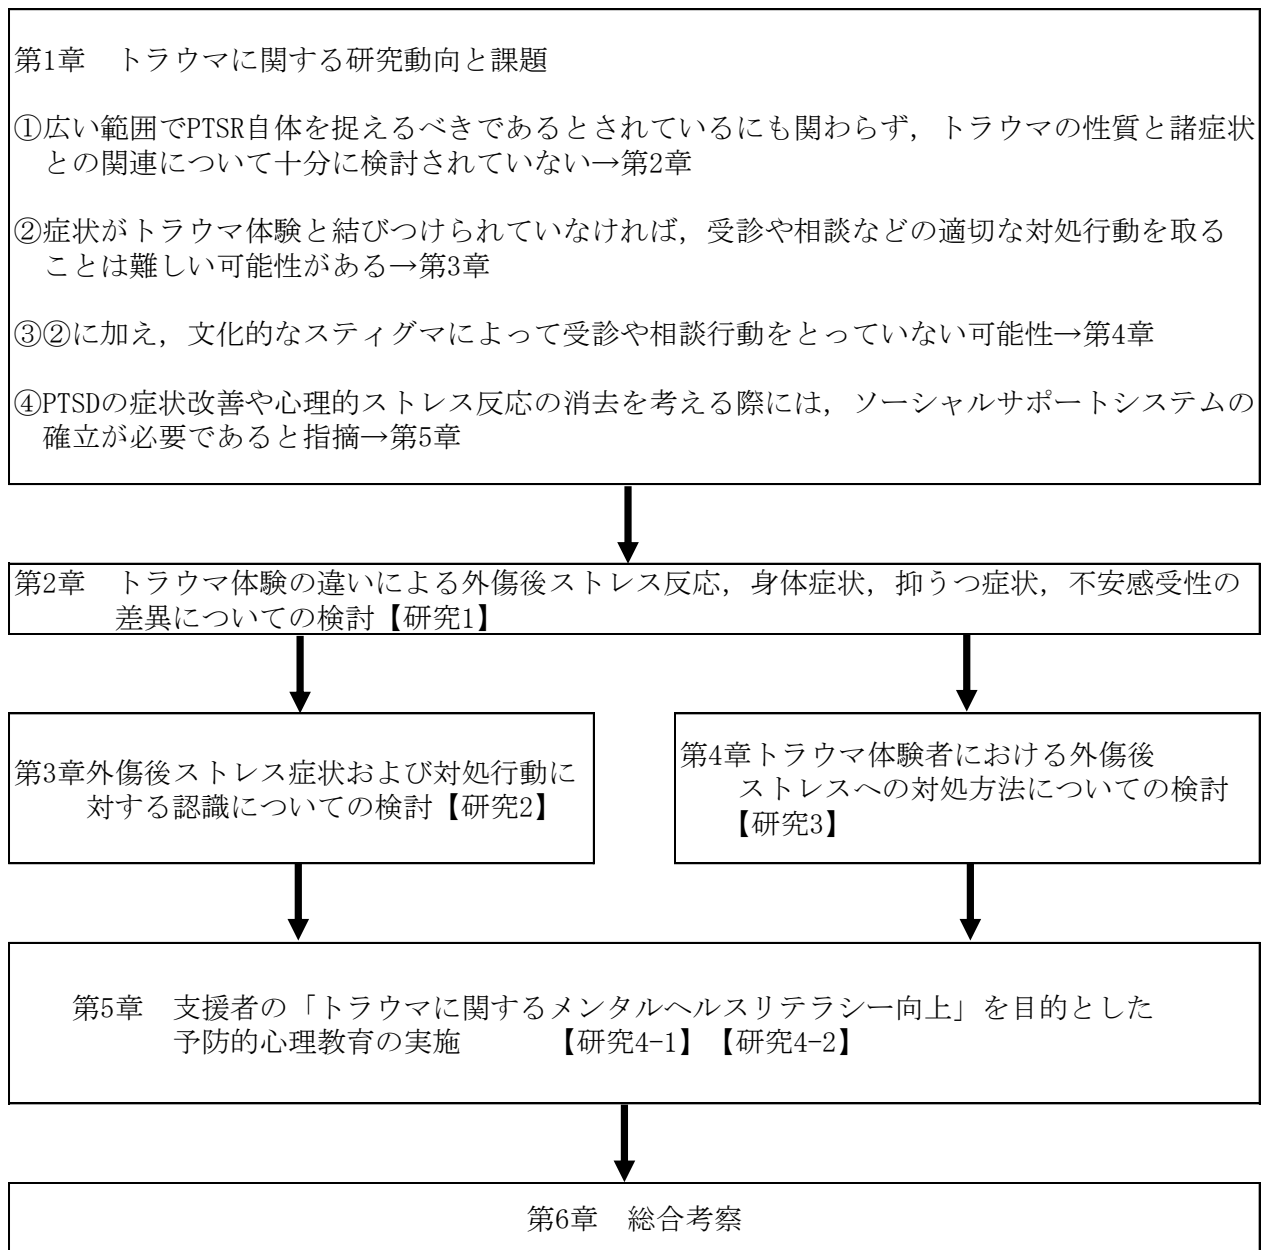 第1章　トラウマに関する研究動向と課題
①広い範囲でPTSR自体を捉えるべきであるとされているにも関わらず，トラウマの性質と諸症状
との関連について十分に検討されていない→第2章
②症状がトラウマ体験と結びつけられていなければ，受診や相談などの適切な対処行動を取る
ことは難しい可能性がある→第3章
③②に加え，文化的なスティグマによって受診や相談行動をとっていない可能性→第4章
④PTSDの症状改善や心理的ストレス反応の消去を考える際には，ソーシャルサポートシステムの
確立が必要であると指摘→第5章
第2章　トラウマ体験の違いによる外傷後ストレス反応，身体症状，抑うつ症状，不安感受性の
差異についての検討【研究1】
第3章外傷後ストレス症状および対処行動に
対する認識についての検討【研究2】
第4章トラウマ体験者における外傷後
ストレスへの対処方法についての検討
【研究3】
第5章　支援者の「トラウマに関するメンタルヘルスリテラシー向上」を目的とした
予防的心理教育の実施　　　【研究4-1】【研究4-2】
第6章　総合考察